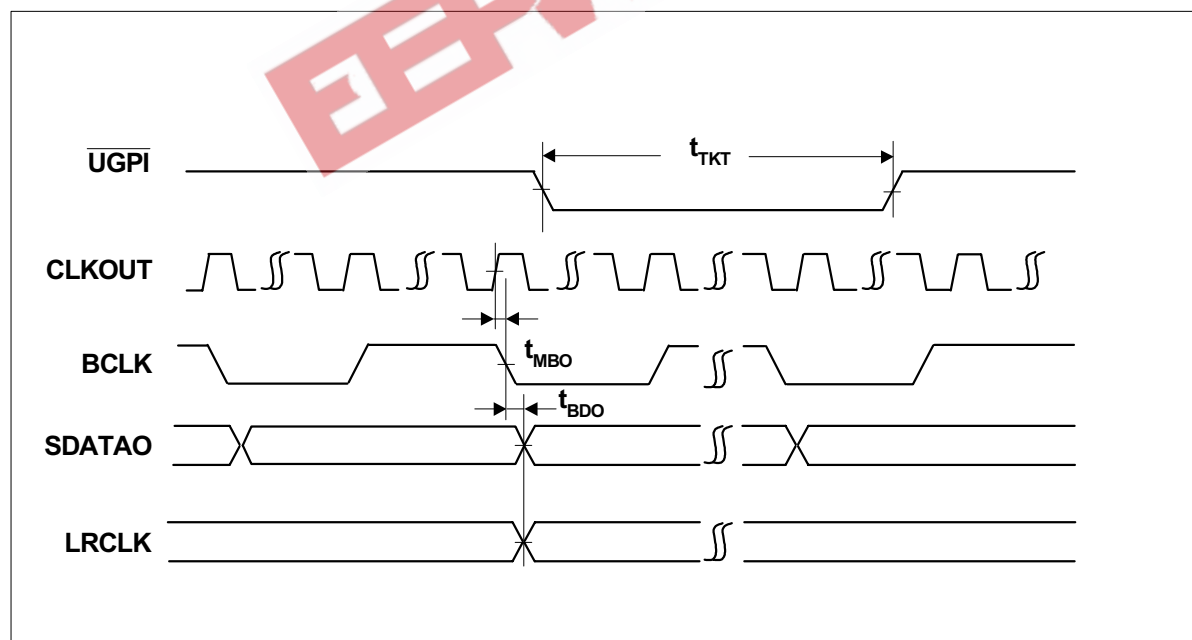 UGPI
t_TKT
CLKOUT
t_MBO
BCLK
t_BDO
SDATAO
LRCLK